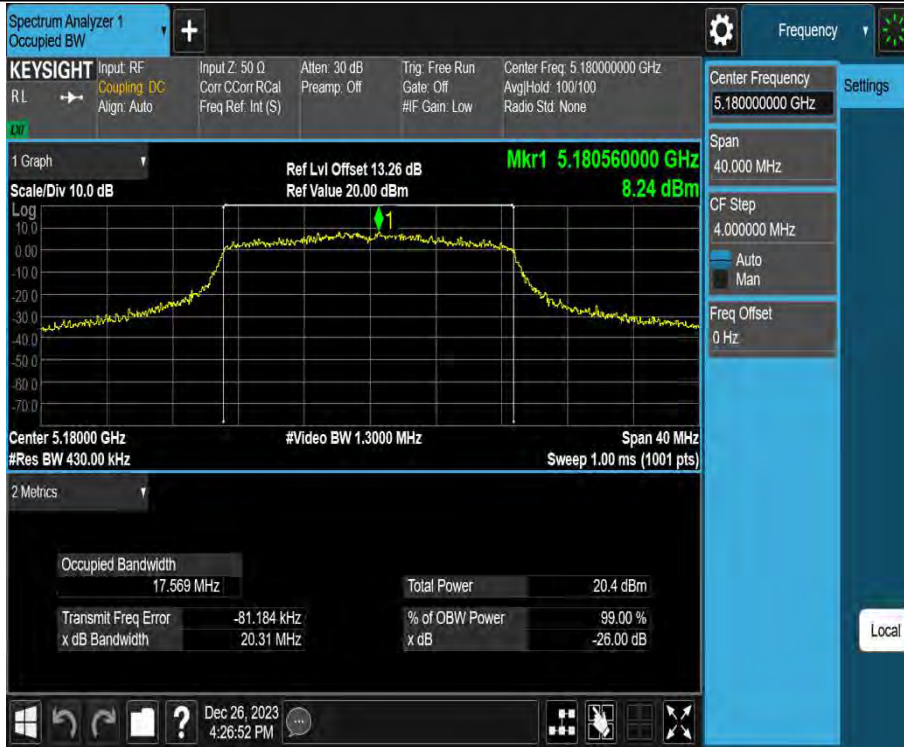 Spectrum Analyzer 1
Occupied BW
+
Frequency
KEYSIGHT
RL
LXI
Input: RF
Coupling: DC
Align: Auto
Input Z: 50 Ω
Corr CCorr RCal
Freq Ref: Int (S)
Atten: 30 dB
Preamp: Off
Trig: Free Run
Gate: Off
#IF Gain: Low
Center Freq: 5.180000000 GHz
Avg|Hold: 100/100
Radio Std: None
1 Graph
Scale/Div 10.0 dB
Ref Lvl Offset 13.26 dB
Ref Value 20.00 dBm
Mkr1 5.180560000 GHz
8.24 dBm
Log
10.0
0.00
-10.0
-20.0
-30.0
-40.0
-50.0
-60.0
-70.0
1
Center 5.18000 GHz
#Res BW 430.00 kHz
#Video BW 1.3000 MHz
Span 40 MHz
Sweep 1.00 ms (1001 pts)
2 Metrics
Occupied Bandwidth
17.569 MHz
Total Power 20.4 dBm
Transmit Freq Error -81.184 kHz
% of OBW Power 99.00 %
x dB Bandwidth 20.31 MHz
x dB -26.00 dB
Center Frequency
5.180000000 GHz
Settings
Span
40.000 MHz
CF Step
4.000000 MHz
Auto
Man
Freq Offset
0 Hz
Local
?
Dec 26, 2023
4:26:52 PM